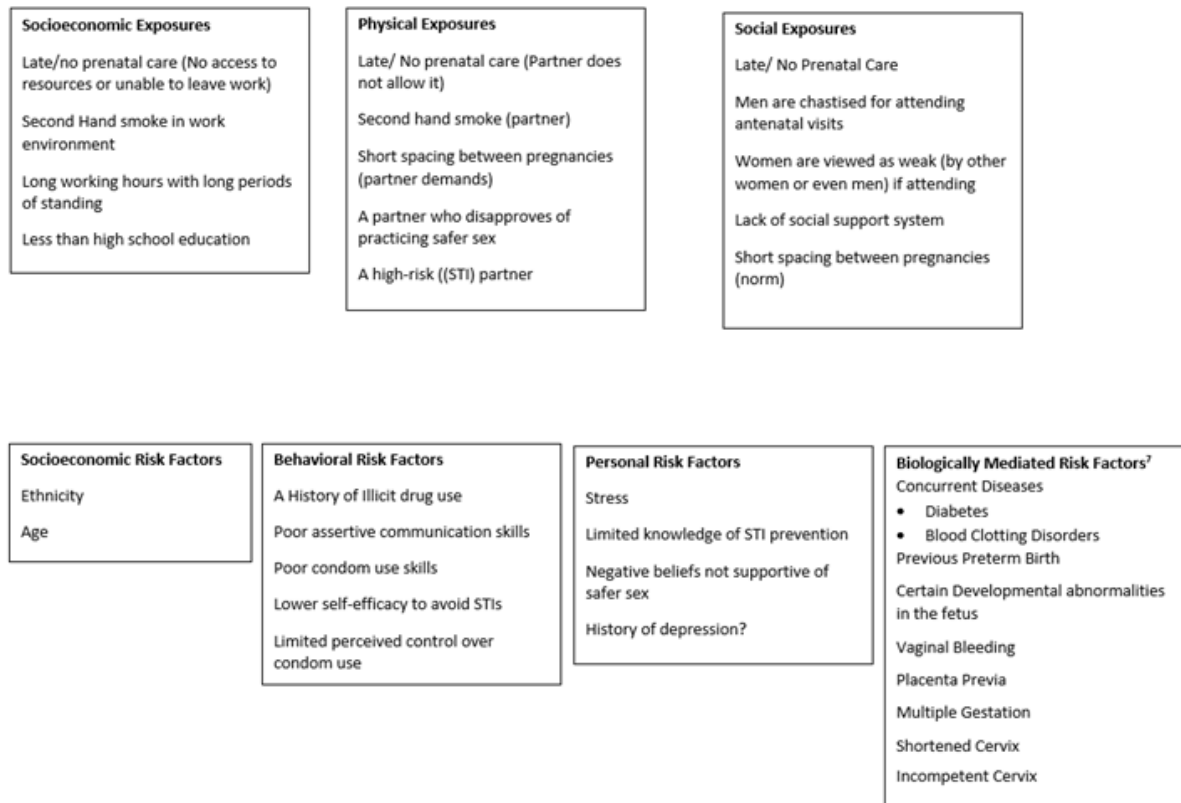 Socioeconomic Exposures
Late/no prenatal care (No access to
resources or unable to leave work)
Second Hand smoke in work
environment
Long working hours with long periods
of standing
Less than high school education
Physical Exposures
Late/ No prenatal care (Partner does
not allow it)
Second hand smoke (partner)
Short spacing between pregnancies
(partner demands)
A partner who disapproves of
practicing safer sex
A high-risk ((STI) partner
Social Exposures
Late/ No Prenatal Care
Men are chastised for attending
antenatal visits
Women are viewed as weak (by other
women or even men) if attending
Lack of social support system
Short spacing between pregnancies
(norm)
Socioeconomic Risk Factors
Ethnicity
Age
Behavioral Risk Factors
A History of Illicit drug use
Poor assertive communication skills
Poor condom use skills
Lower self-efficacy to avoid STIs
Limited perceived control over
condom use
Personal Risk Factors
Stress
Limited knowledge of STI prevention
Negative beliefs not supportive of
safer sex
History of depression?
Biologically Mediated Risk Factors⁷
Concurrent Diseases
• Diabetes
• Blood Clotting Disorders
Previous Preterm Birth
Certain Developmental abnormalities
in the fetus
Vaginal Bleeding
Placenta Previa
Multiple Gestation
Shortened Cervix
Incompetent Cervix